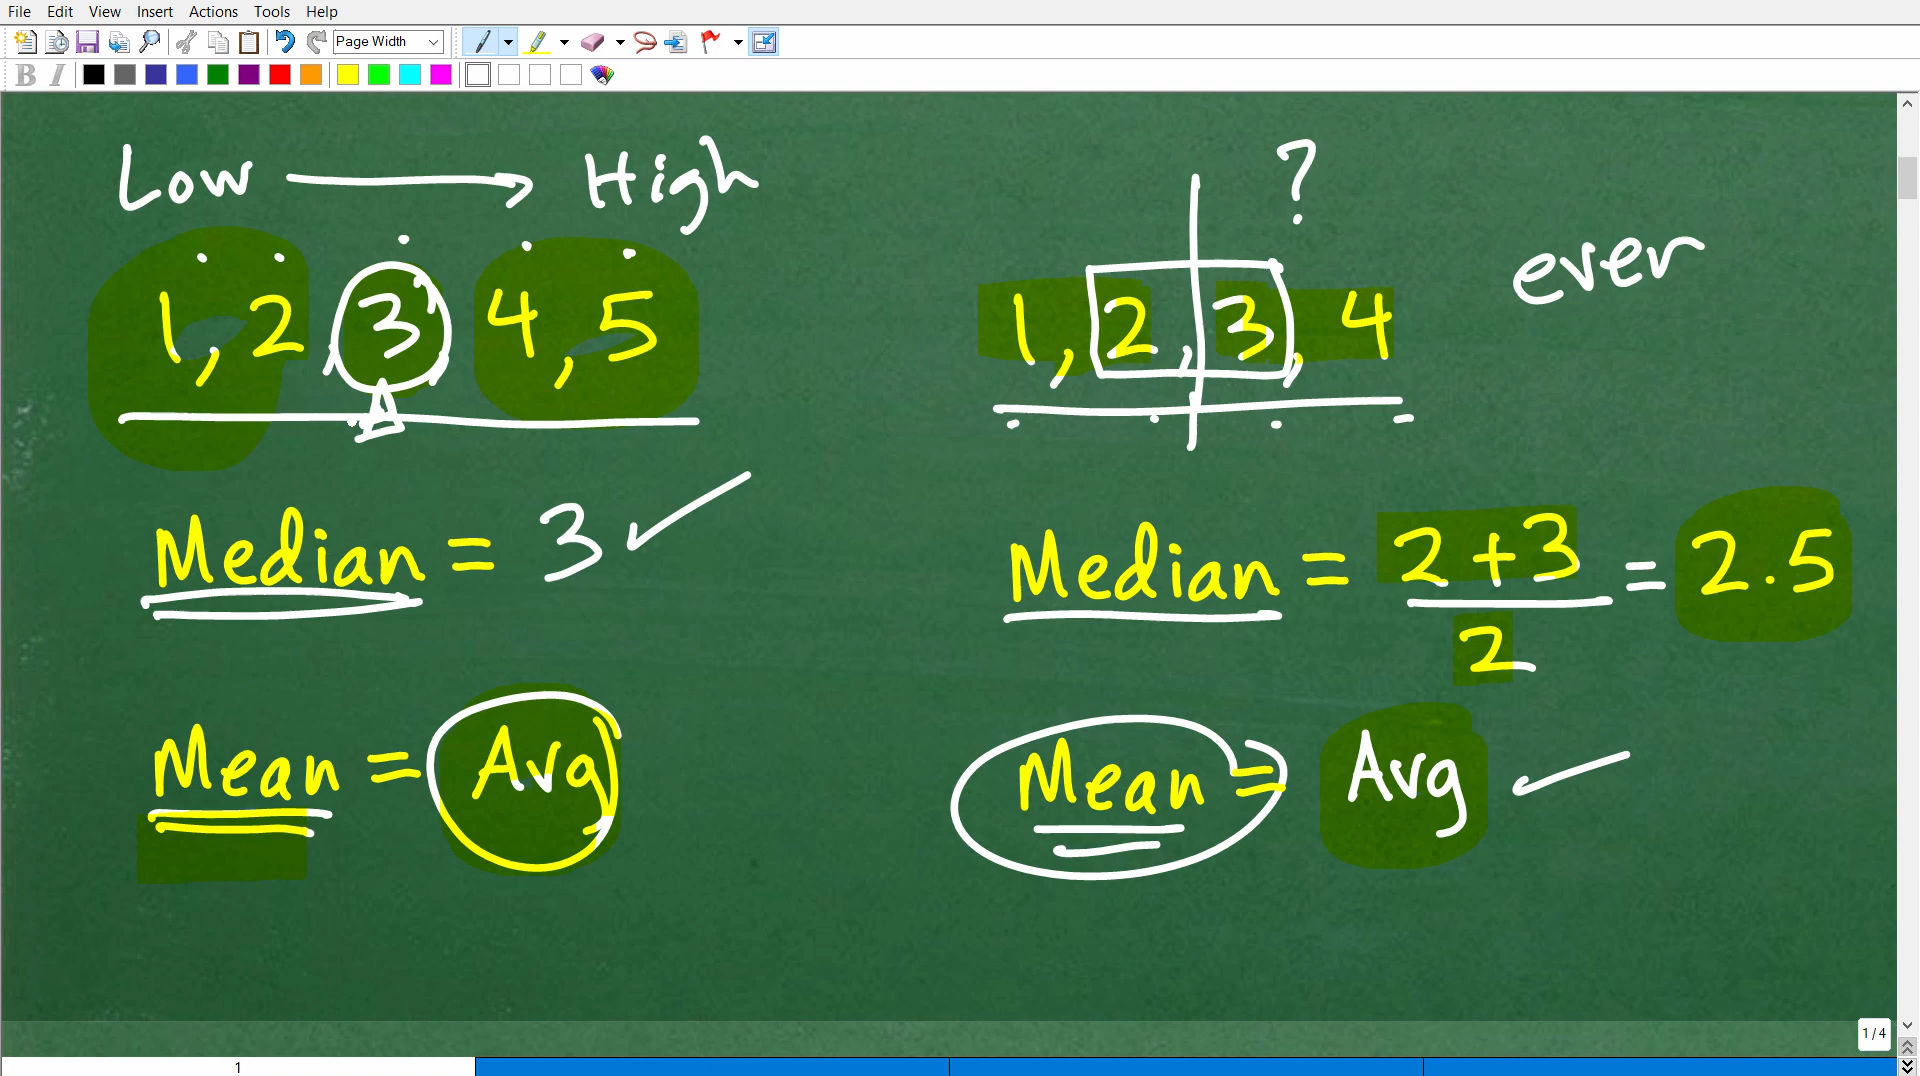 File Edit View Insert Actions Tools Help
Page Width
B I
Low → High
1, 2, 3, 4, 5
Median = 3 ✓
Mean = Avg
?
1, 2, 3, 4
even
Median = 2+3 / 2 = 2.5
Mean = Avg ✓
1 / 4
1